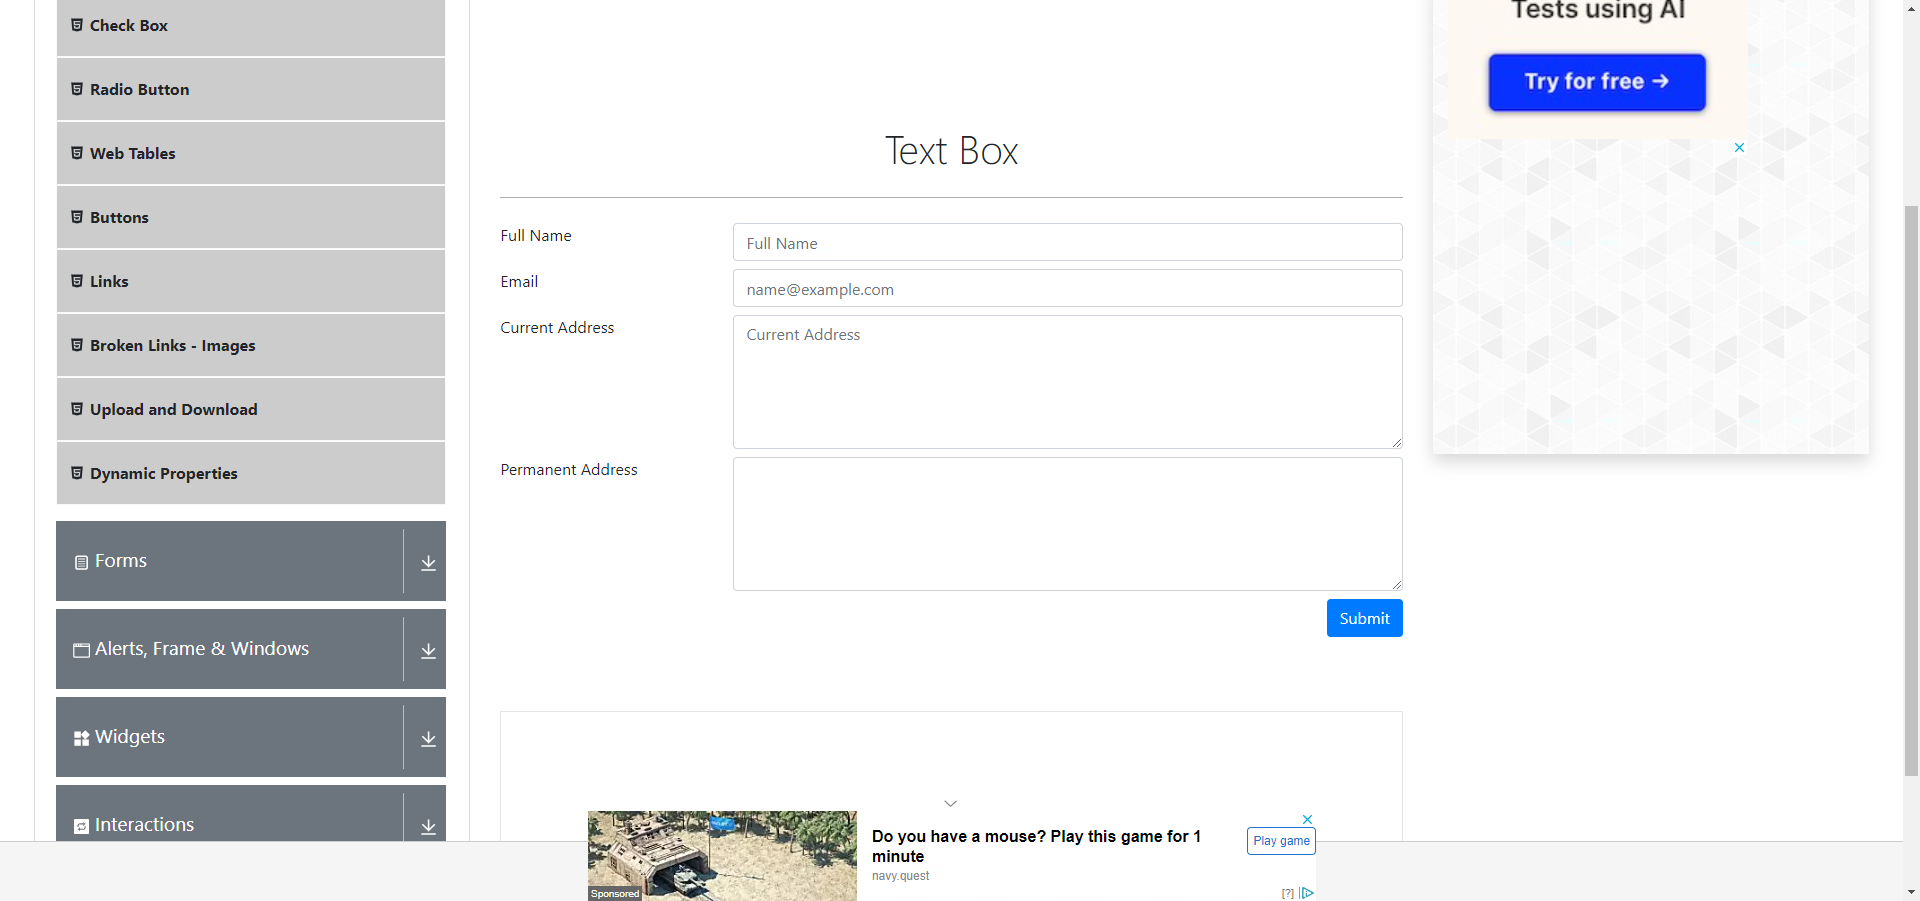 Check Box
Radio Button
Web Tables
Buttons
Links
Broken Links - Images
Upload and Download
Dynamic Properties
Forms
Alerts, Frame & Windows
Widgets
Interactions
Text Box
Full Name
Full Name
Email
name@example.com
Current Address
Current Address
Permanent Address
Submit
Tests using AI
Try for free →
Do you have a mouse? Play this game for 1
minute
navy.quest
Play game
Sponsored
[?]